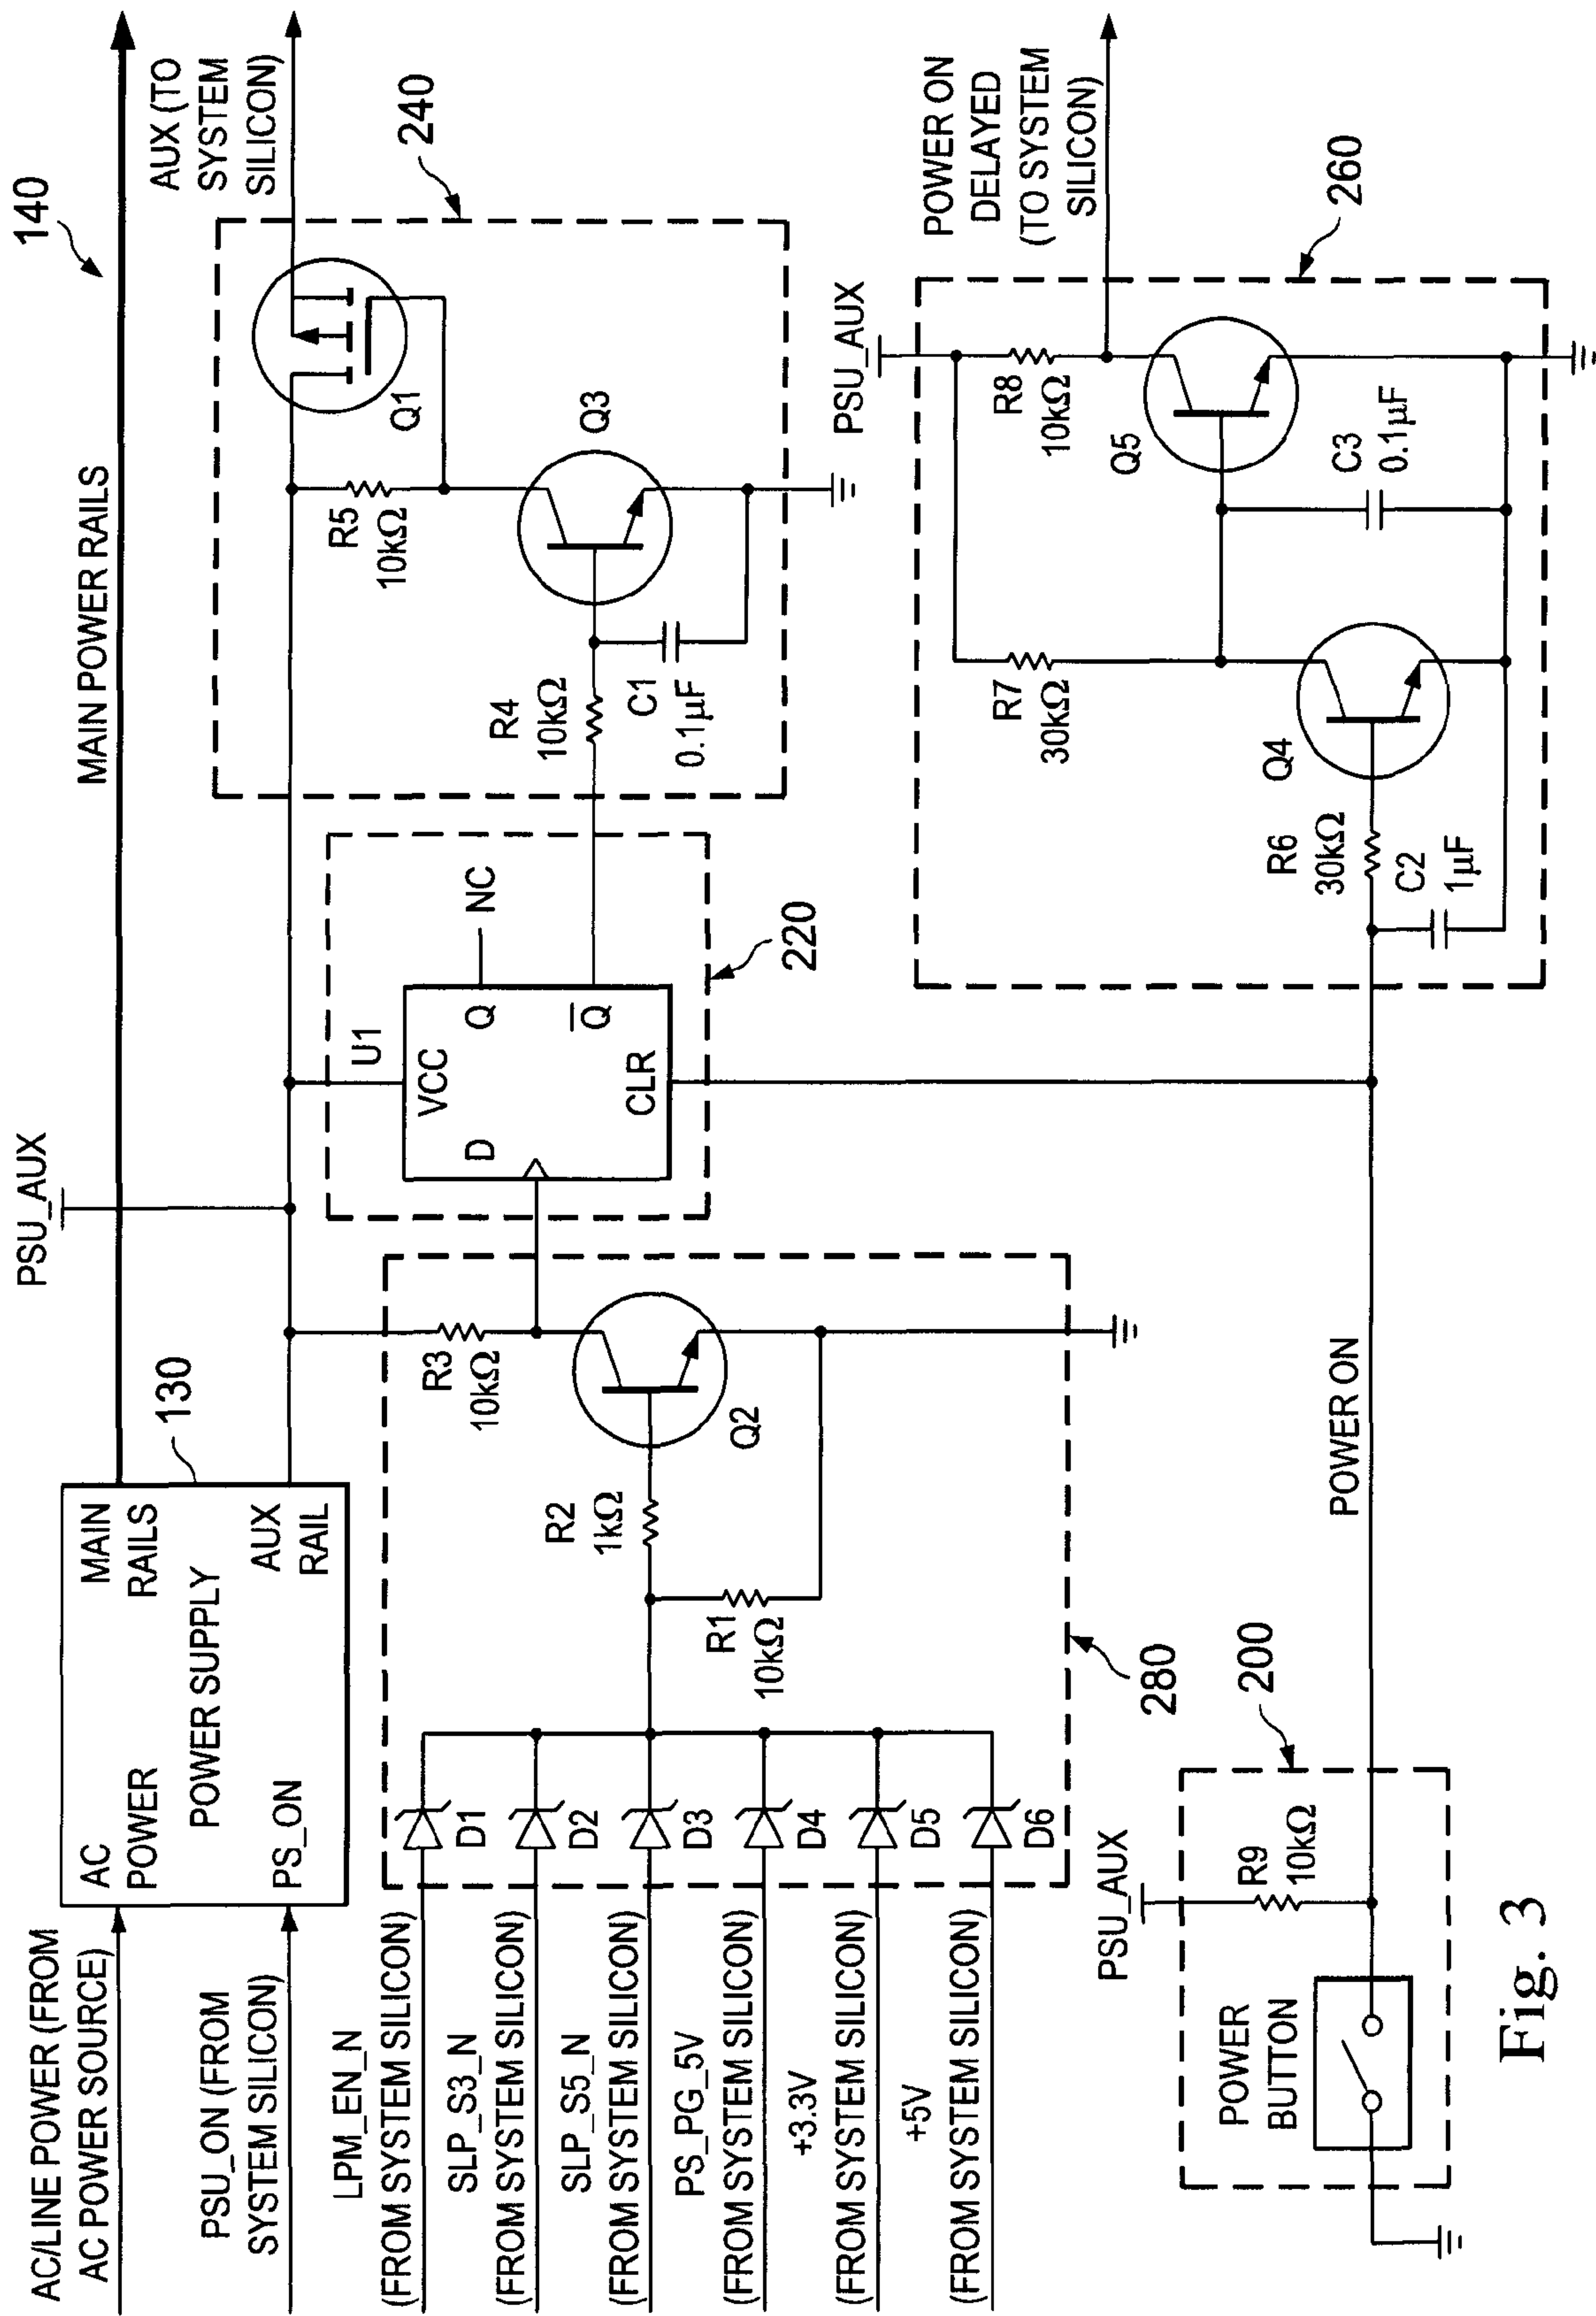 140
MAIN POWER RAILS
PSU_AUX
AC/LINE POWER (FROM
AC POWER SOURCE)
PSU_ON (FROM
SYSTEM SILICON)
AC
POWER
MAIN
RAILS
POWER SUPPLY
PS_ON
AUX
RAIL
130
AUX (TO
SYSTEM
SILICON)
240
Q1
R5
10kΩ
Q3
R4
10kΩ
C1
0.1µF
U1
VCC
Q
NC
D
Q
CLR
220
R3
10kΩ
Q2
R2
1kΩ
R1
10kΩ
280
D1
D2
D3
D4
D5
D6
LPM_EN_N
(FROM SYSTEM SILICON)
SLP_S3_N
(FROM SYSTEM SILICON)
SLP_S5_N
(FROM SYSTEM SILICON)
PS_PG_5V
(FROM SYSTEM SILICON)
+3.3V
(FROM SYSTEM SILICON)
+5V
(FROM SYSTEM SILICON)
PSU_AUX
POWER ON
DELAYED
(TO SYSTEM
SILICON)
260
R8
10kΩ
Q5
C3
0.1µF
R7
30kΩ
Q4
R6
30kΩ
C2
1µF
POWER ON
200
PSU_AUX
R9
10kΩ
POWER
BUTTON
Fig. 3